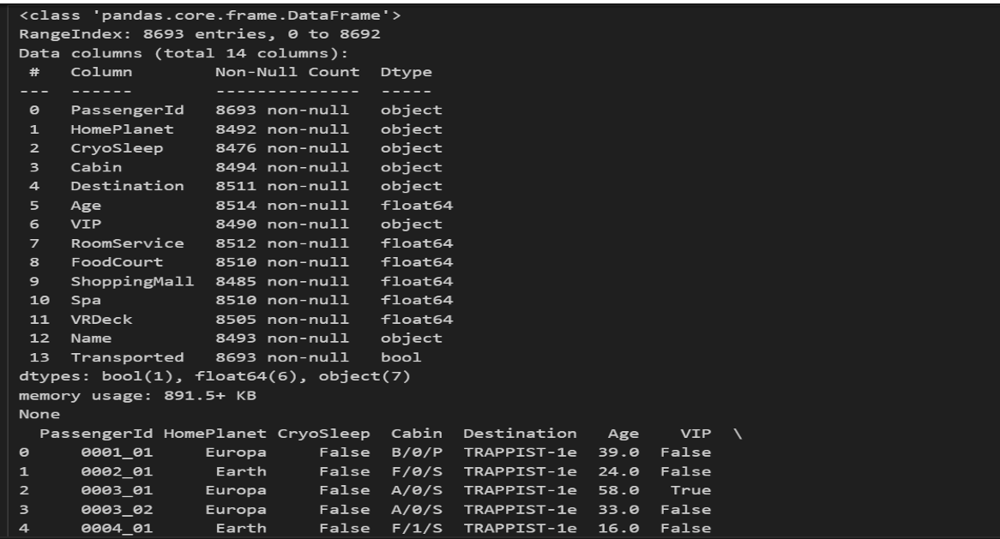 <class 'pandas.core.frame.DataFrame'>
RangeIndex: 8693 entries, 0 to 8692
Data columns (total 14 columns):
 #   Column        Non-Null Count  Dtype
---  ------        --------------  -----
 0   PassengerId   8693 non-null   object
 1   HomePlanet    8492 non-null   object
 2   CryoSleep     8476 non-null   object
 3   Cabin         8494 non-null   object
 4   Destination   8511 non-null   object
 5   Age           8514 non-null   float64
 6   VIP           8490 non-null   object
 7   RoomService   8512 non-null   float64
 8   FoodCourt     8510 non-null   float64
 9   ShoppingMall  8485 non-null   float64
 10  Spa           8510 non-null   float64
 11  VRDeck        8505 non-null   float64
 12  Name          8493 non-null   object
 13  Transported   8693 non-null   bool
dtypes: bool(1), float64(6), object(7)
memory usage: 891.5+ KB
None
  PassengerId HomePlanet CryoSleep  Cabin  Destination   Age    VIP  \
0     0001_01     Europa     False  B/0/P  TRAPPIST-1e  39.0  False
1     0002_01      Earth     False  F/0/S  TRAPPIST-1e  24.0  False
2     0003_01     Europa     False  A/0/S  TRAPPIST-1e  58.0   True
3     0003_02     Europa     False  A/0/S  TRAPPIST-1e  33.0  False
4     0004_01      Earth     False  F/1/S  TRAPPIST-1e  16.0  False